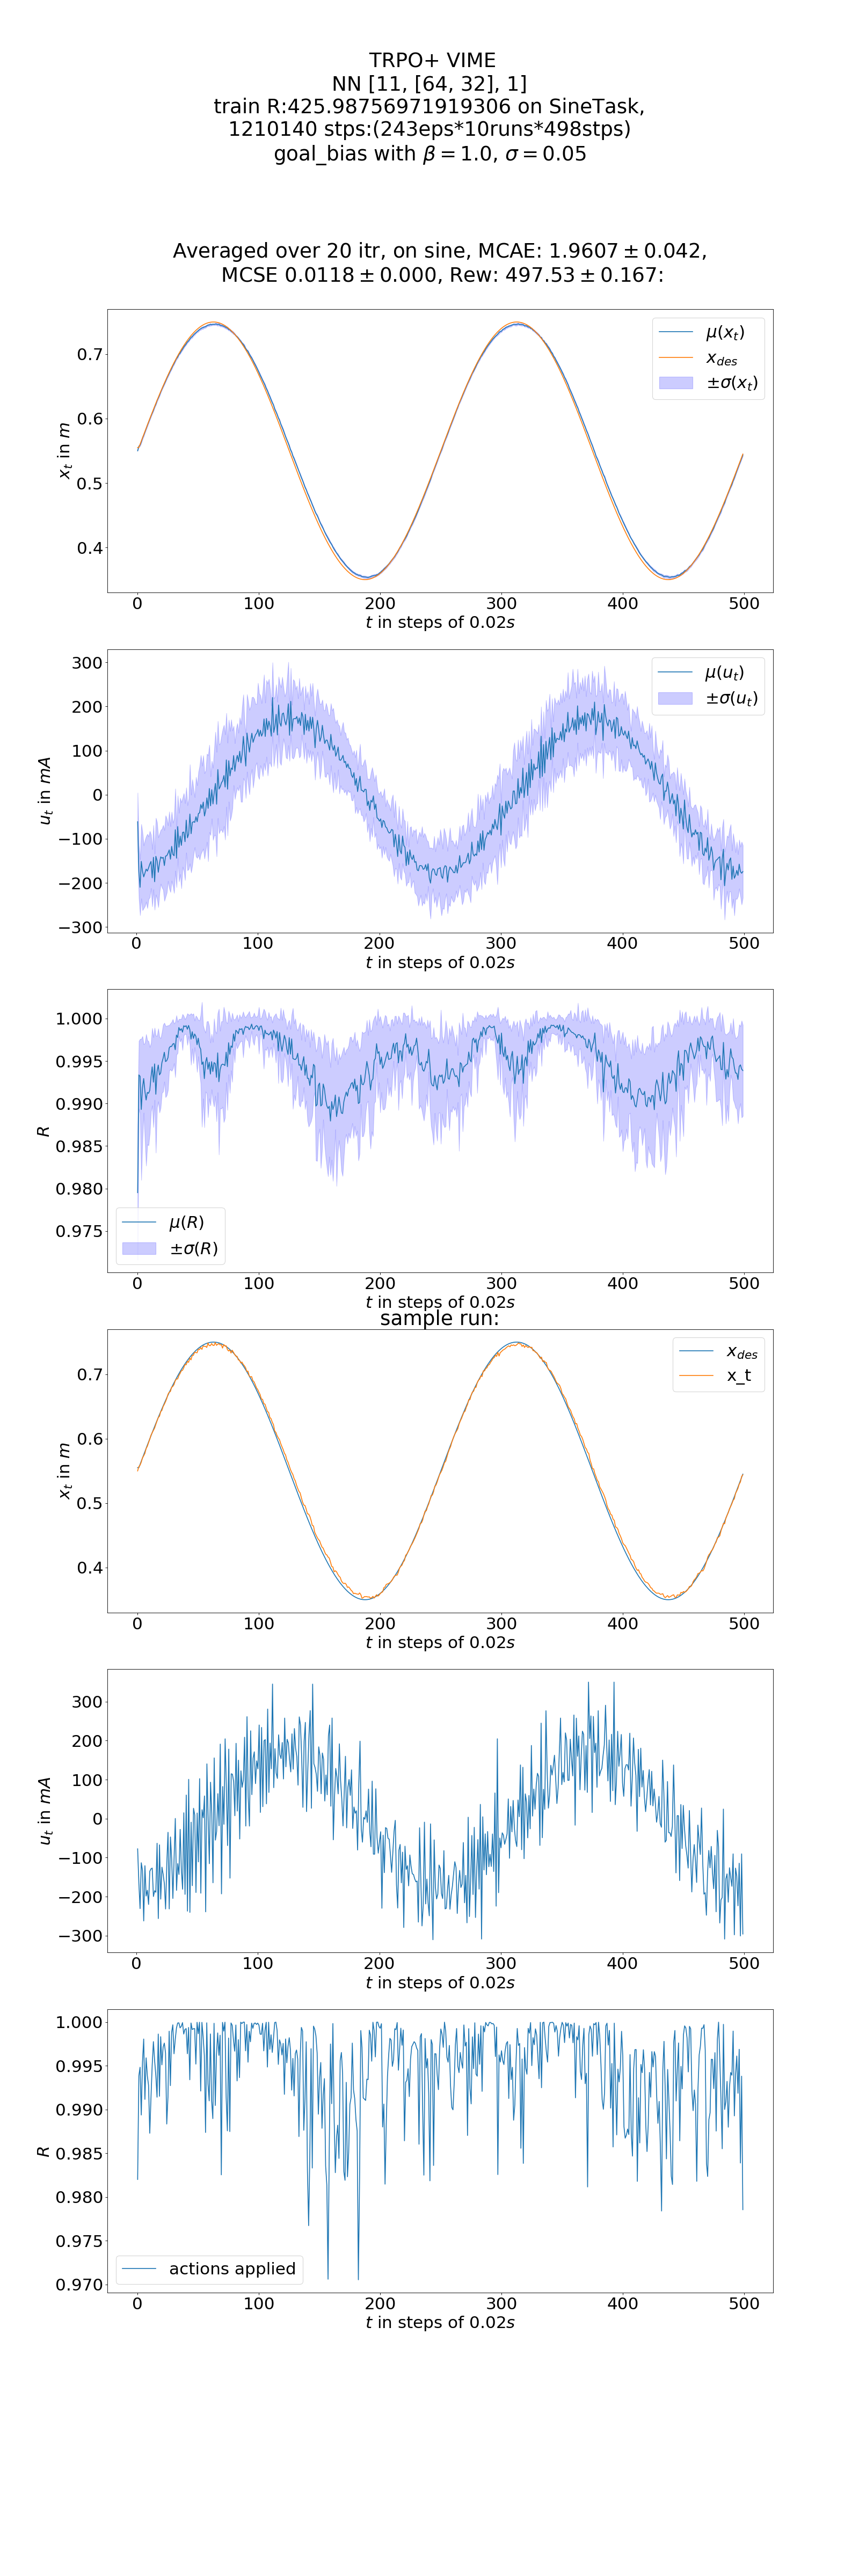 TRPO+ VIME
NN [11, [64, 32], 1]
train R:425.98756971919306 on SineTask,
1210140 stps:(243eps*10runs*498stps)
goal_bias with β = 1.0, σ = 0.05
Averaged over 20 itr, on sine, MCAE: 1.9607 ± 0.042,
MCSE 0.0118 ± 0.000, Rew: 497.53 ± 0.167:
0.7
0.6
0.5
0.4
x_t in m
μ(x_t)
x_des
±σ(x_t)
0 100 200 300 400 500
t in steps of 0.02s
300
200
100
0
−100
−200
−300
u_t in mA
μ(u_t)
±σ(u_t)
0 100 200 300 400 500
t in steps of 0.02s
1.000
0.995
0.990
0.985
0.980
0.975
R
μ(R)
±σ(R)
0 100 200 300 400 500
t in steps of 0.02s
sample run:
0.7
0.6
0.5
0.4
x_t in m
x_des
x_t
0 100 200 300 400 500
t in steps of 0.02s
300
200
100
0
−100
−200
−300
u_t in mA
0 100 200 300 400 500
t in steps of 0.02s
1.000
0.995
0.990
0.985
0.980
0.975
0.970
R
actions applied
0 100 200 300 400 500
t in steps of 0.02s